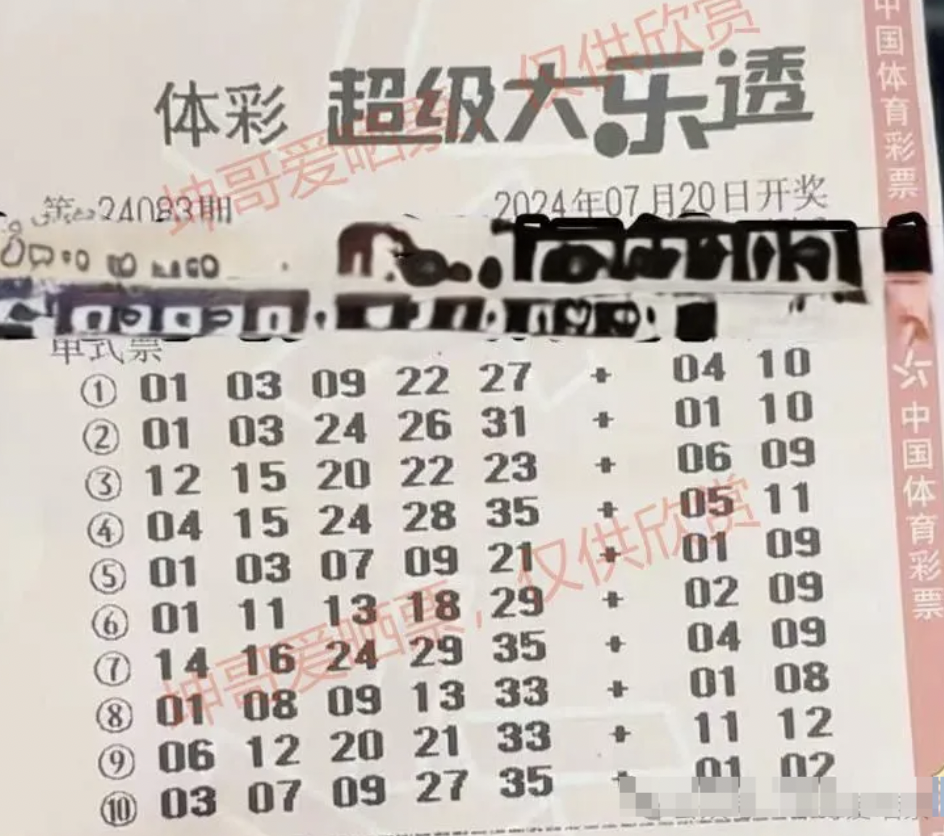 体彩 超级大乐透
第24083期 2024年07月20日开奖
单式票
① 01 03 09 22 27 + 04 10
② 01 03 24 26 31 + 01 10
③ 12 15 20 22 23 + 06 09
④ 04 15 24 28 35 + 05 11
⑤ 01 03 07 09 21 + 01 09
⑥ 01 11 13 18 29 + 02 09
⑦ 14 16 24 29 35 + 04 09
⑧ 01 08 09 13 33 + 01 08
⑨ 06 12 20 21 33 + 11 12
⑩ 03 07 09 27 35 + 01 02
中国体育彩票
中国体育彩票
坤哥爱晒票，仅供欣赏
坤哥爱晒票，仅供欣赏